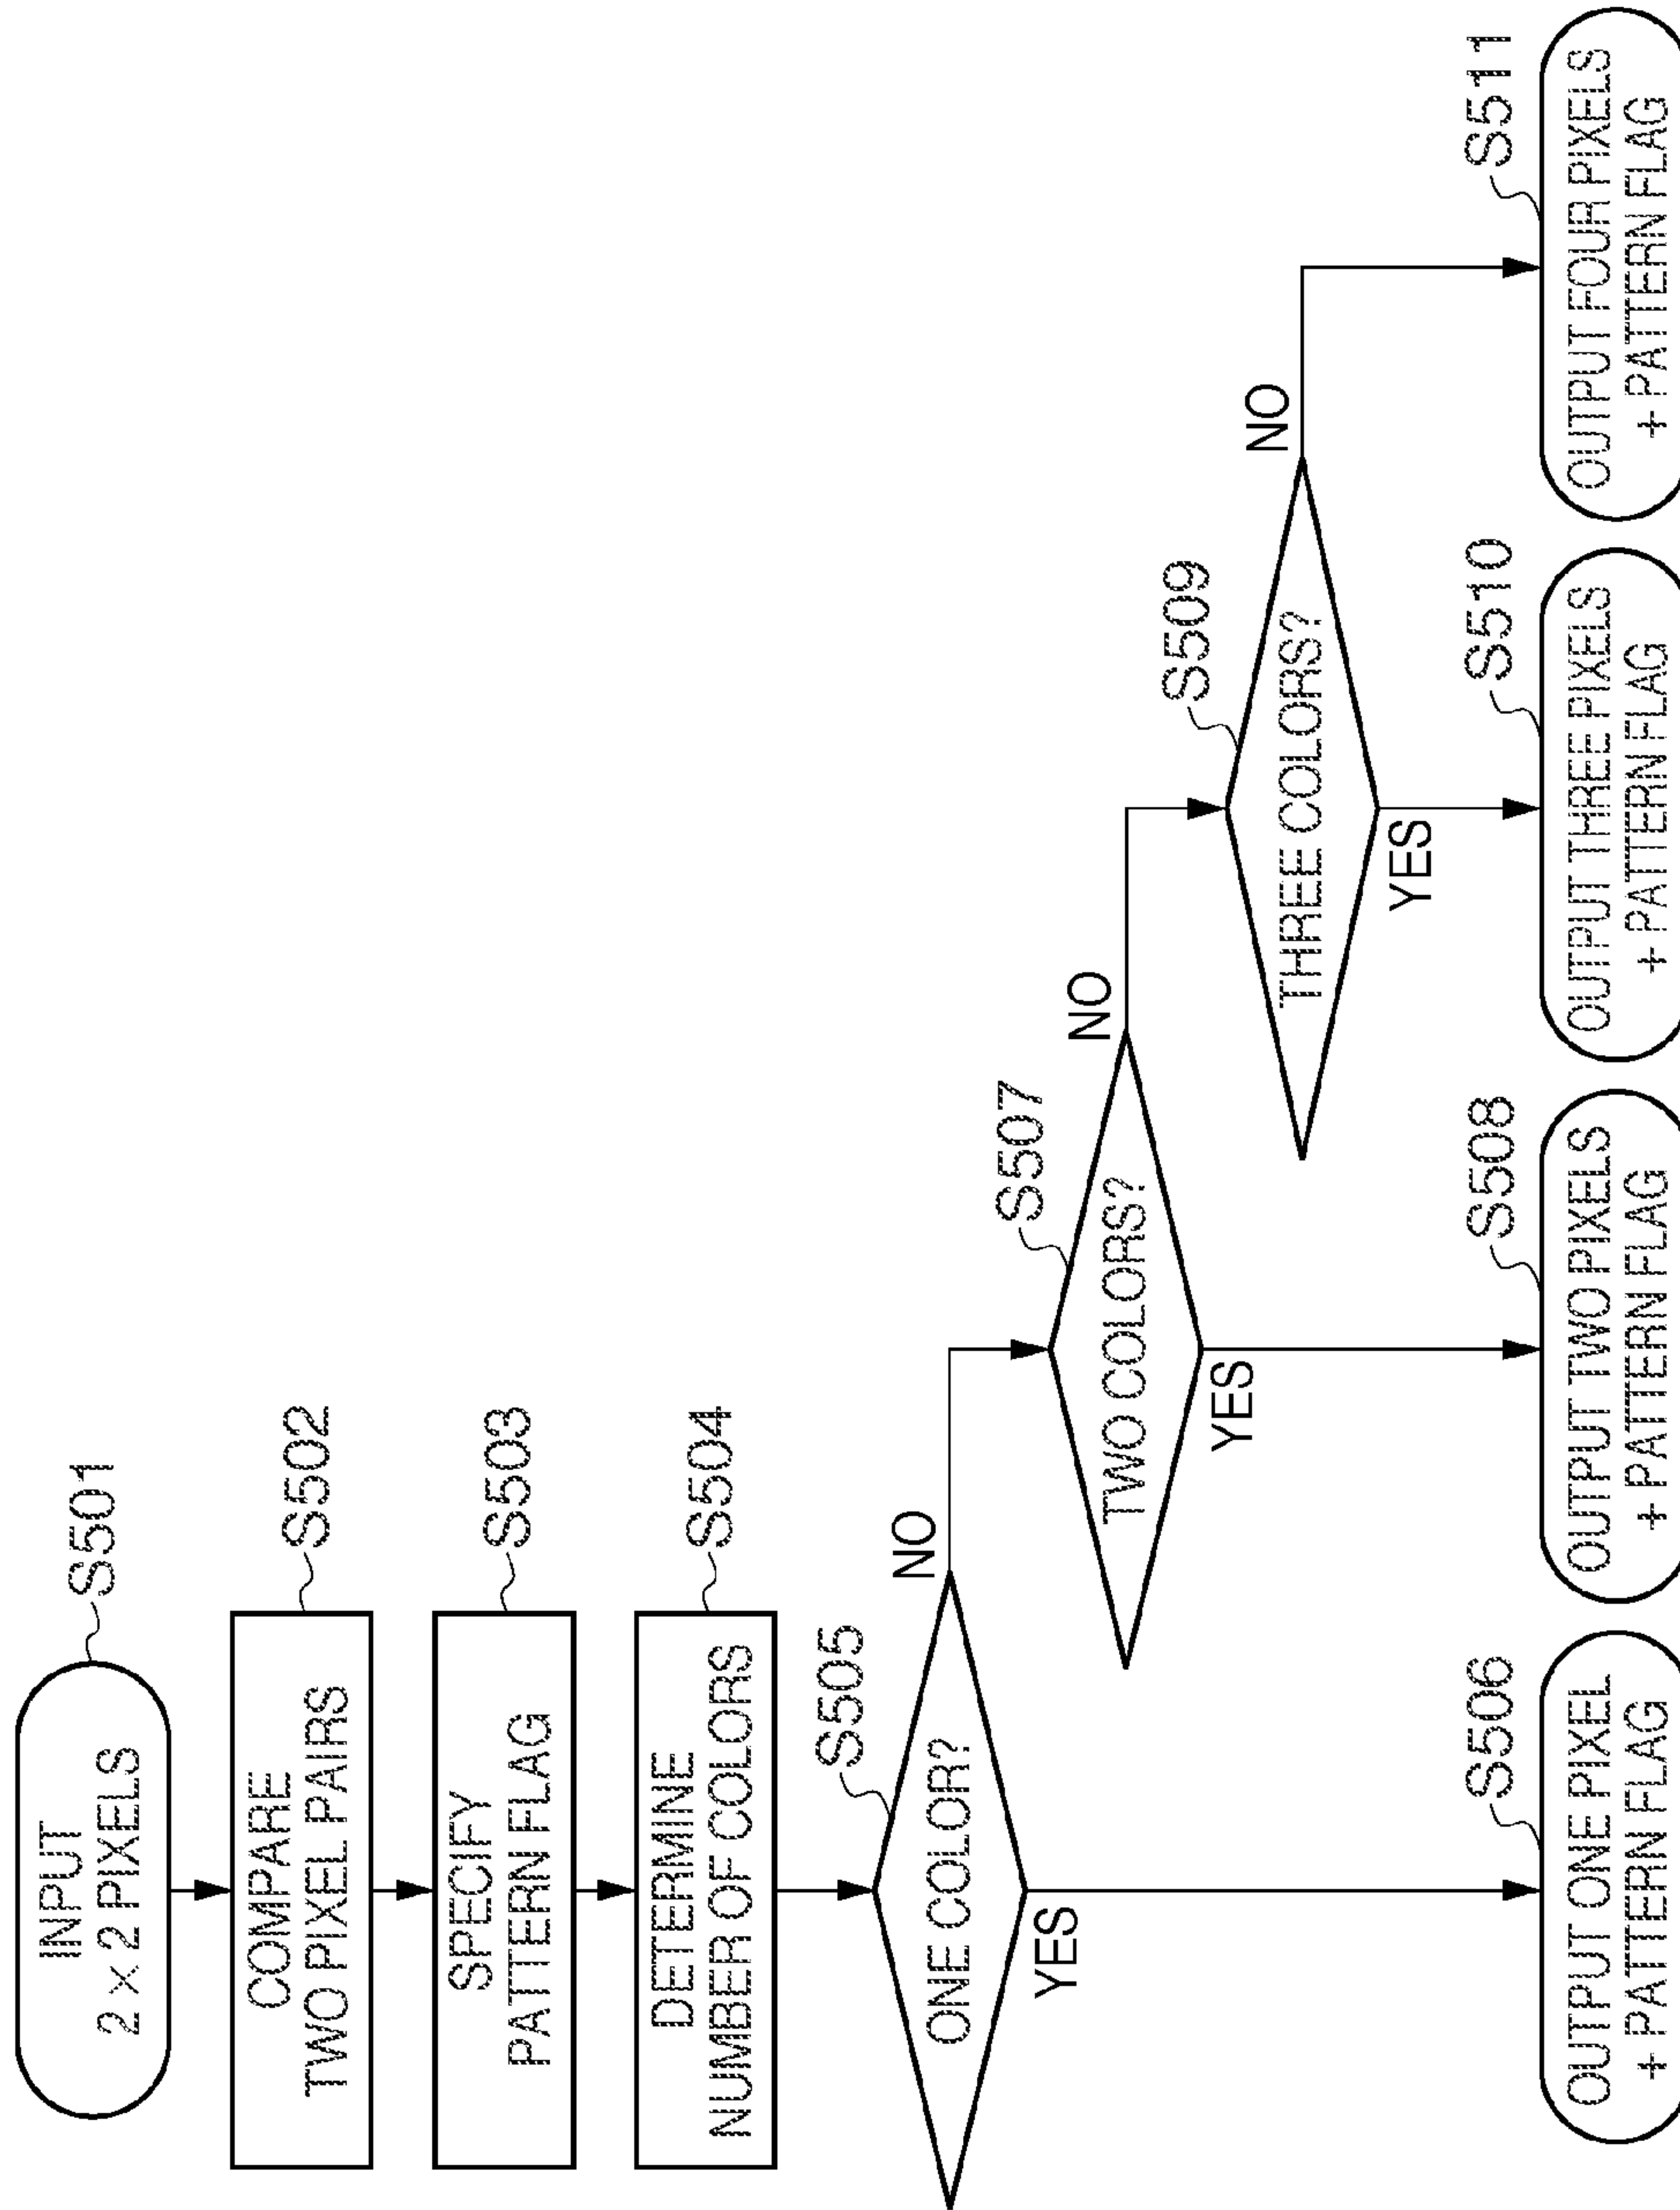 INPUT
2 × 2 PIXELS
S501
COMPARE
TWO PIXEL PAIRS
S502
SPECIFY
PATTERN FLAG
S503
DETERMINE
NUMBER OF COLORS
S504
ONE COLOR?
S505
NO
YES
TWO COLORS?
S507
NO
YES
THREE COLORS?
S509
NO
YES
OUTPUT ONE PIXEL
+ PATTERN FLAG
S506
OUTPUT TWO PIXELS
+ PATTERN FLAG
S508
OUTPUT THREE PIXELS
+ PATTERN FLAG
S510
OUTPUT FOUR PIXELS
+ PATTERN FLAG
S511